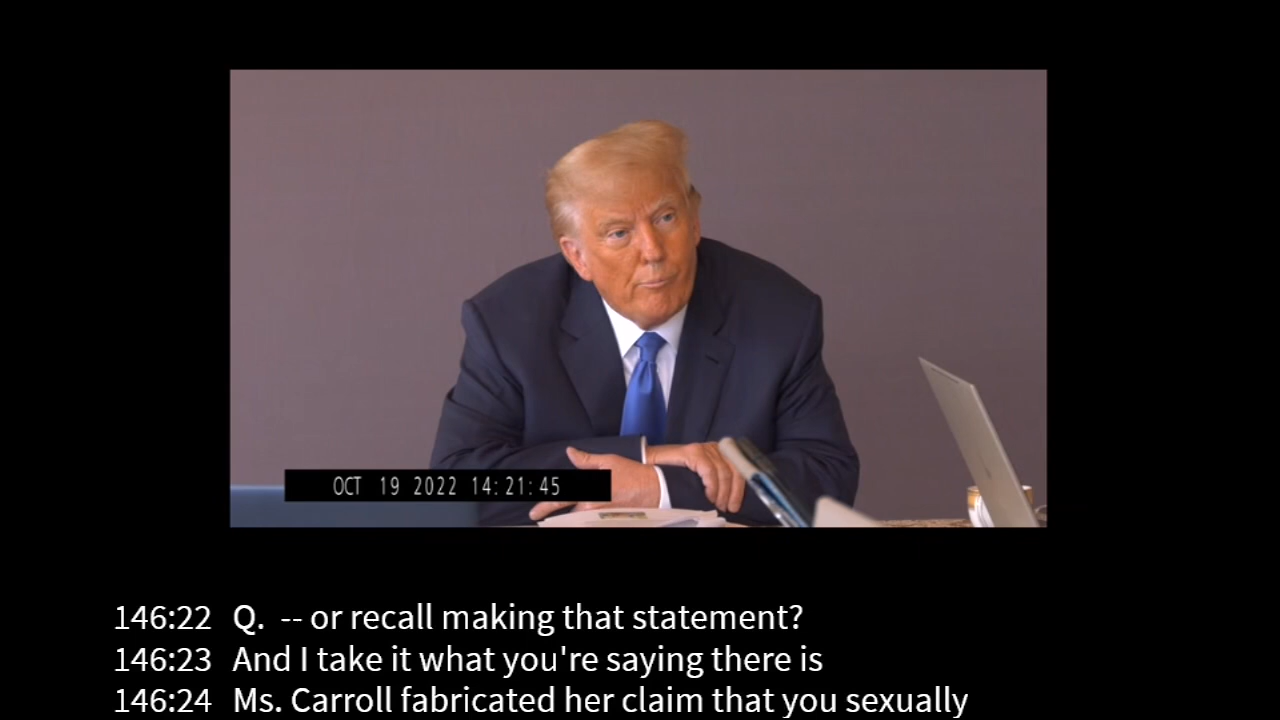 OCT 19 2022 14:21:45
146:22 Q. -- or recall making that statement?
146:23 And I take it what you're saying there is
146:24 Ms. Carroll fabricated her claim that you sexually